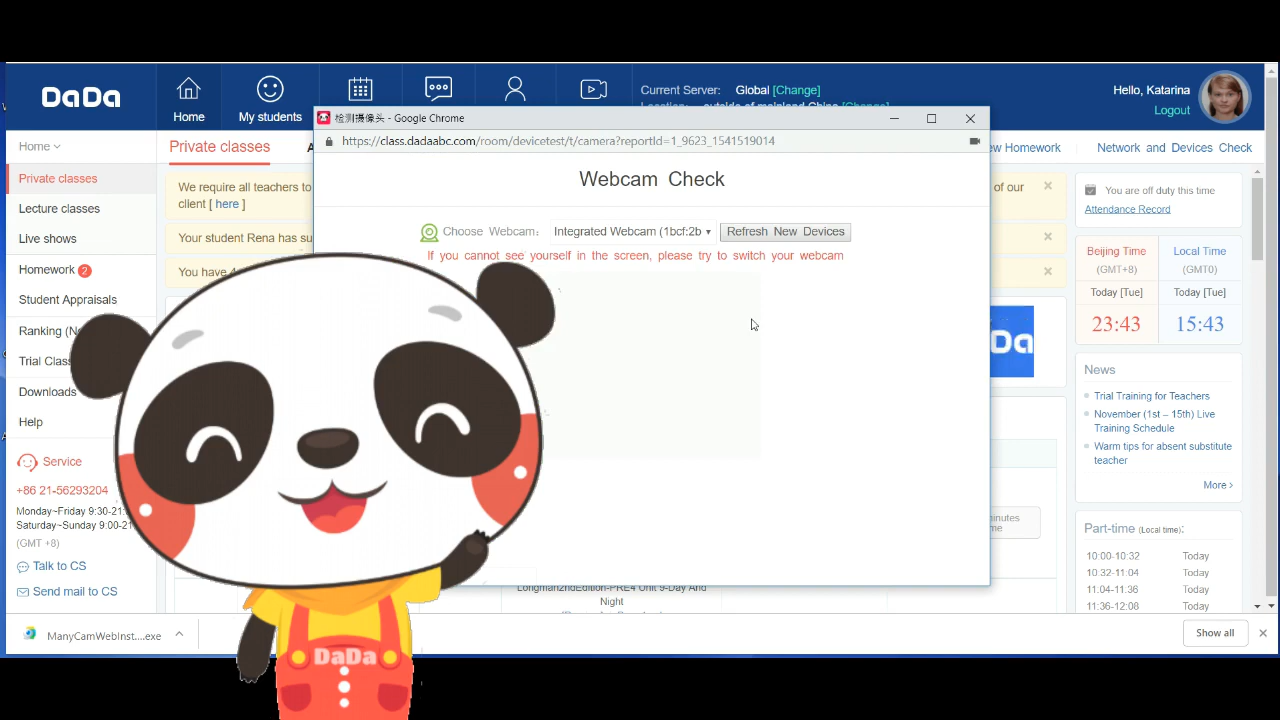 DaDa
Home
My students
Current Server: Global [Change]
Hello, Katarina
Logout
检测摄像头 - Google Chrome
https://class.dadaabc.com/room/devicetest/t/camera?reportId=1_9623_1541519014
Webcam Check
Choose Webcam:
Integrated Webcam (1bcf:2b
Refresh New Devices
If you cannot see yourself in the screen, please try to switch your webcam
Home
Private classes
Lecture classes
Live shows
Homework 2
Student Appraisals
Ranking
Trial
Downloads
Help
Service
+86 21-56293204
Monday~Friday 9:30-21:
Saturday~Sunday 9:00-21
(GMT +8)
Talk to CS
Send mail to CS
Private classes
Homework
Network and Devices Check
We require all teachers to
of our
client [ here ]
Your student Rena has
You have
You are off duty this time
Attendance Record
Beijing Time
(GMT+8)
Today [Tue]
23:43
Local Time
(GMT0)
Today [Tue]
15:43
News
Trial Training for Teachers
November (1st – 15th) Live
Training Schedule
Warm tips for absent substitute
teacher
More >
Part-time (Local time):
10:00-10:32 Today
10:32-11:04 Today
11:04-11:36 Today
11:36-12:08 Today
Longman2ndEdition-PRE4 Unit 9-Day And
Night
ManyCamWebInst....exe
Show all
DaDa